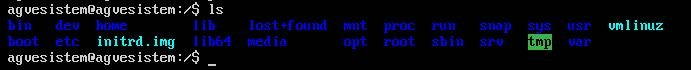 agvesistem@agvesistem:/$ ls
bin dev home lib lost+found mnt proc run snap sys usr vmlinuz
boot etc initrd.img lib64 media opt root sbin srv tmp var
agvesistem@agvesistem:/$ _